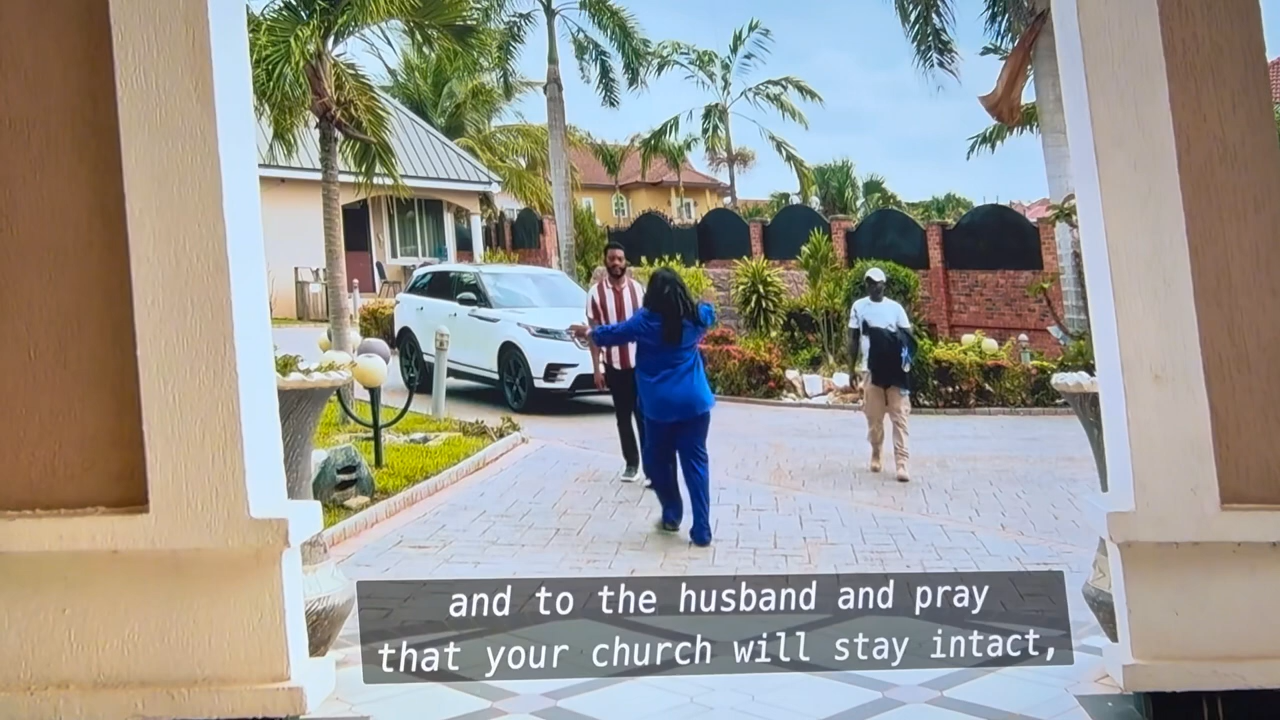 and to the husband and pray
that your church will stay intact,